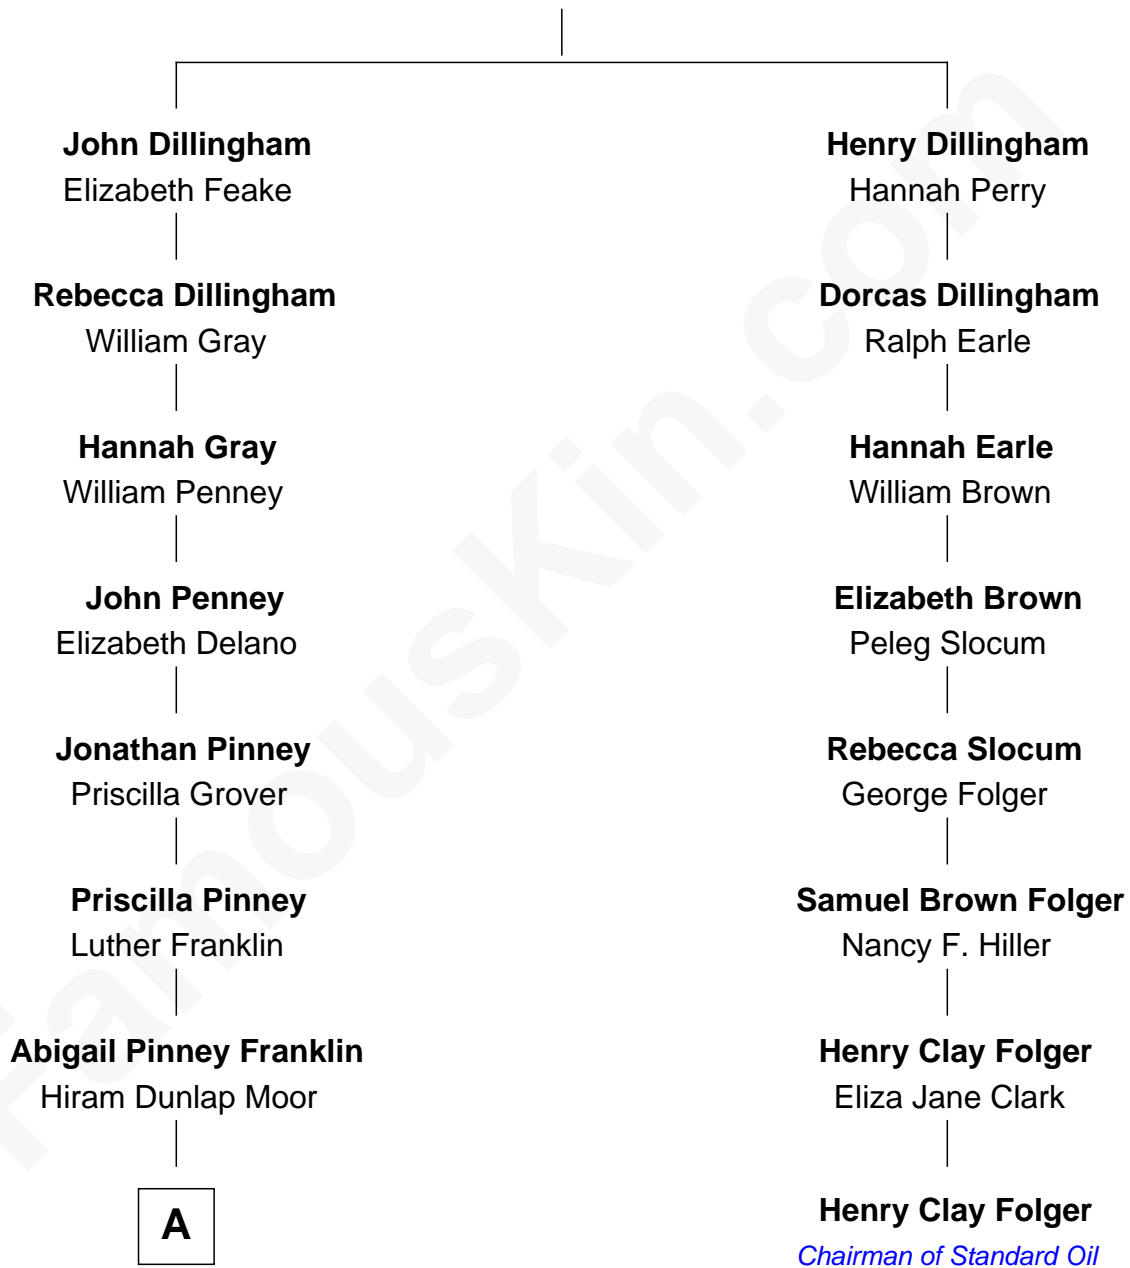 John Dillingham
Elizabeth Feake
Rebecca Dillingham
William Gray
Hannah Gray
William Penney
John Penney
Elizabeth Delano
Jonathan Pinney
Priscilla Grover
Priscilla Pinney
Luther Franklin
Abigail Pinney Franklin
Hiram Dunlap Moor
A
Henry Dillingham
Hannah Perry
Dorcas Dillingham
Ralph Earle
Hannah Earle
William Brown
Elizabeth Brown
Peleg Slocum
Rebecca Slocum
George Folger
Samuel Brown Folger
Nancy F. Hiller
Henry Clay Folger
Eliza Jane Clark
Henry Clay Folger
Chairman of Standard Oil
FamousKin.com